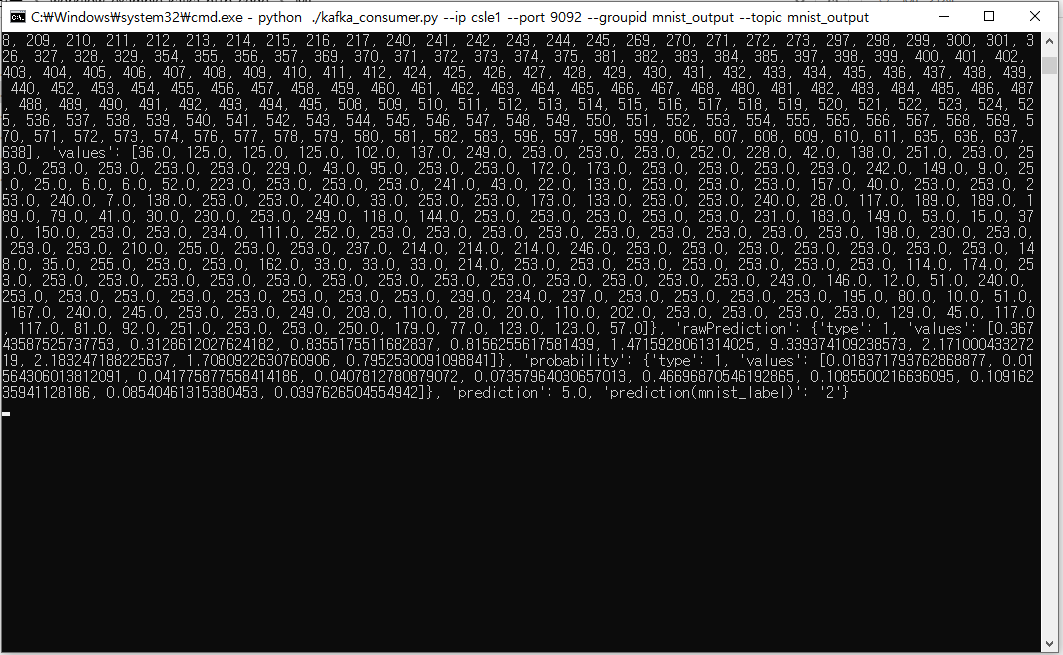 C:₩Windows₩system32₩cmd.exe - python  ./kafka_consumer.py --ip csle1 --port 9092 --groupid mnist_output --topic mnist_output
8, 209, 210, 211, 212, 213, 214, 215, 216, 217, 240, 241, 242, 243, 244, 245, 269, 270, 271, 272, 273, 297, 298, 299, 300, 301, 3
26, 327, 328, 329, 354, 355, 356, 357, 368, 369, 370, 371, 372, 373, 374, 375, 381, 382, 383, 384, 385, 396, 397, 398, 399, 400, 401, 402,
403, 404, 405, 406, 407, 408, 409, 410, 411, 412, 424, 425, 426, 427, 428, 429, 430, 431, 432, 433, 434, 435, 436, 437, 438, 439,
440, 452, 453, 454, 455, 456, 457, 458, 459, 460, 461, 462, 463, 464, 465, 466, 467, 468, 480, 481, 482, 483, 484, 485, 486, 487
, 488, 489, 490, 491, 492, 493, 494, 495, 508, 509, 510, 511, 512, 513, 514, 515, 516, 517, 518, 519, 520, 521, 522, 523, 524, 52
5, 536, 537, 538, 539, 540, 541, 542, 543, 544, 545, 546, 547, 548, 549, 550, 551, 552, 553, 554, 555, 565, 566, 567, 568, 569, 5
70, 571, 572, 573, 574, 576, 577, 578, 579, 580, 581, 582, 583, 596, 597, 598, 599, 606, 607, 608, 609, 610, 611, 635, 636, 637,
638], 'values': [36.0, 125.0, 125.0, 125.0, 102.0, 137.0, 249.0, 253.0, 253.0, 253.0, 252.0, 228.0, 42.0, 138.0, 251.0, 253.0, 25
3.0, 253.0, 253.0, 253.0, 253.0, 229.0, 43.0, 95.0, 253.0, 253.0, 172.0, 173.0, 253.0, 253.0, 253.0, 253.0, 242.0, 149.0, 9.0, 25
.0, 25.0, 6.0, 6.0, 52.0, 223.0, 253.0, 253.0, 253.0, 241.0, 43.0, 22.0, 133.0, 253.0, 253.0, 253.0, 157.0, 40.0, 253.0, 253.0, 2
53.0, 240.0, 7.0, 138.0, 253.0, 253.0, 240.0, 33.0, 253.0, 253.0, 173.0, 133.0, 253.0, 253.0, 240.0, 28.0, 117.0, 189.0, 189.0, 1
89.0, 79.0, 41.0, 30.0, 230.0, 253.0, 249.0, 118.0, 144.0, 253.0, 253.0, 253.0, 253.0, 253.0, 231.0, 183.0, 149.0, 53.0, 15.0, 37
.0, 150.0, 253.0, 253.0, 234.0, 111.0, 252.0, 253.0, 253.0, 253.0, 253.0, 253.0, 253.0, 253.0, 253.0, 253.0, 198.0, 230.0, 253.0,
253.0, 253.0, 210.0, 255.0, 253.0, 253.0, 237.0, 214.0, 214.0, 214.0, 246.0, 253.0, 253.0, 253.0, 253.0, 253.0, 253.0, 253.0, 14
8.0, 35.0, 255.0, 253.0, 253.0, 162.0, 33.0, 33.0, 33.0, 214.0, 253.0, 253.0, 253.0, 253.0, 253.0, 253.0, 253.0, 114.0, 174.0, 25
3.0, 253.0, 253.0, 253.0, 253.0, 253.0, 253.0, 253.0, 253.0, 253.0, 253.0, 253.0, 253.0, 243.0, 146.0, 12.0, 51.0, 240.0,
253.0, 253.0, 253.0, 253.0, 253.0, 253.0, 253.0, 253.0, 239.0, 234.0, 237.0, 253.0, 253.0, 253.0, 253.0, 195.0, 80.0, 10.0, 51.0,
167.0, 240.0, 245.0, 253.0, 253.0, 249.0, 203.0, 110.0, 28.0, 20.0, 110.0, 202.0, 253.0, 253.0, 253.0, 253.0, 129.0, 45.0, 117.0
, 117.0, 81.0, 92.0, 251.0, 253.0, 253.0, 250.0, 179.0, 77.0, 123.0, 123.0, 57.0]}, 'rawPrediction': {'type': 1, 'values': [0.367
43587525737753, 0.3128612027624182, 0.8355175511682837, 0.8156255617581439, 1.4715928061314025, 9.339374109238573, 2.171000433272
19, 2.183247188225637, 1.7080922630760906, 0.7952530091098841]}, 'probability': {'type': 1, 'values': [0.018371793762868877, 0.01
564306013812091, 0.041775877558414186, 0.0407812780879072, 0.07357964030657013, 0.46696870546192865, 0.1085500216636095, 0.109162
35941128186, 0.08540461315380453, 0.0397626504554942]}, 'prediction': 5.0, 'prediction(mnist_label)': '2'}